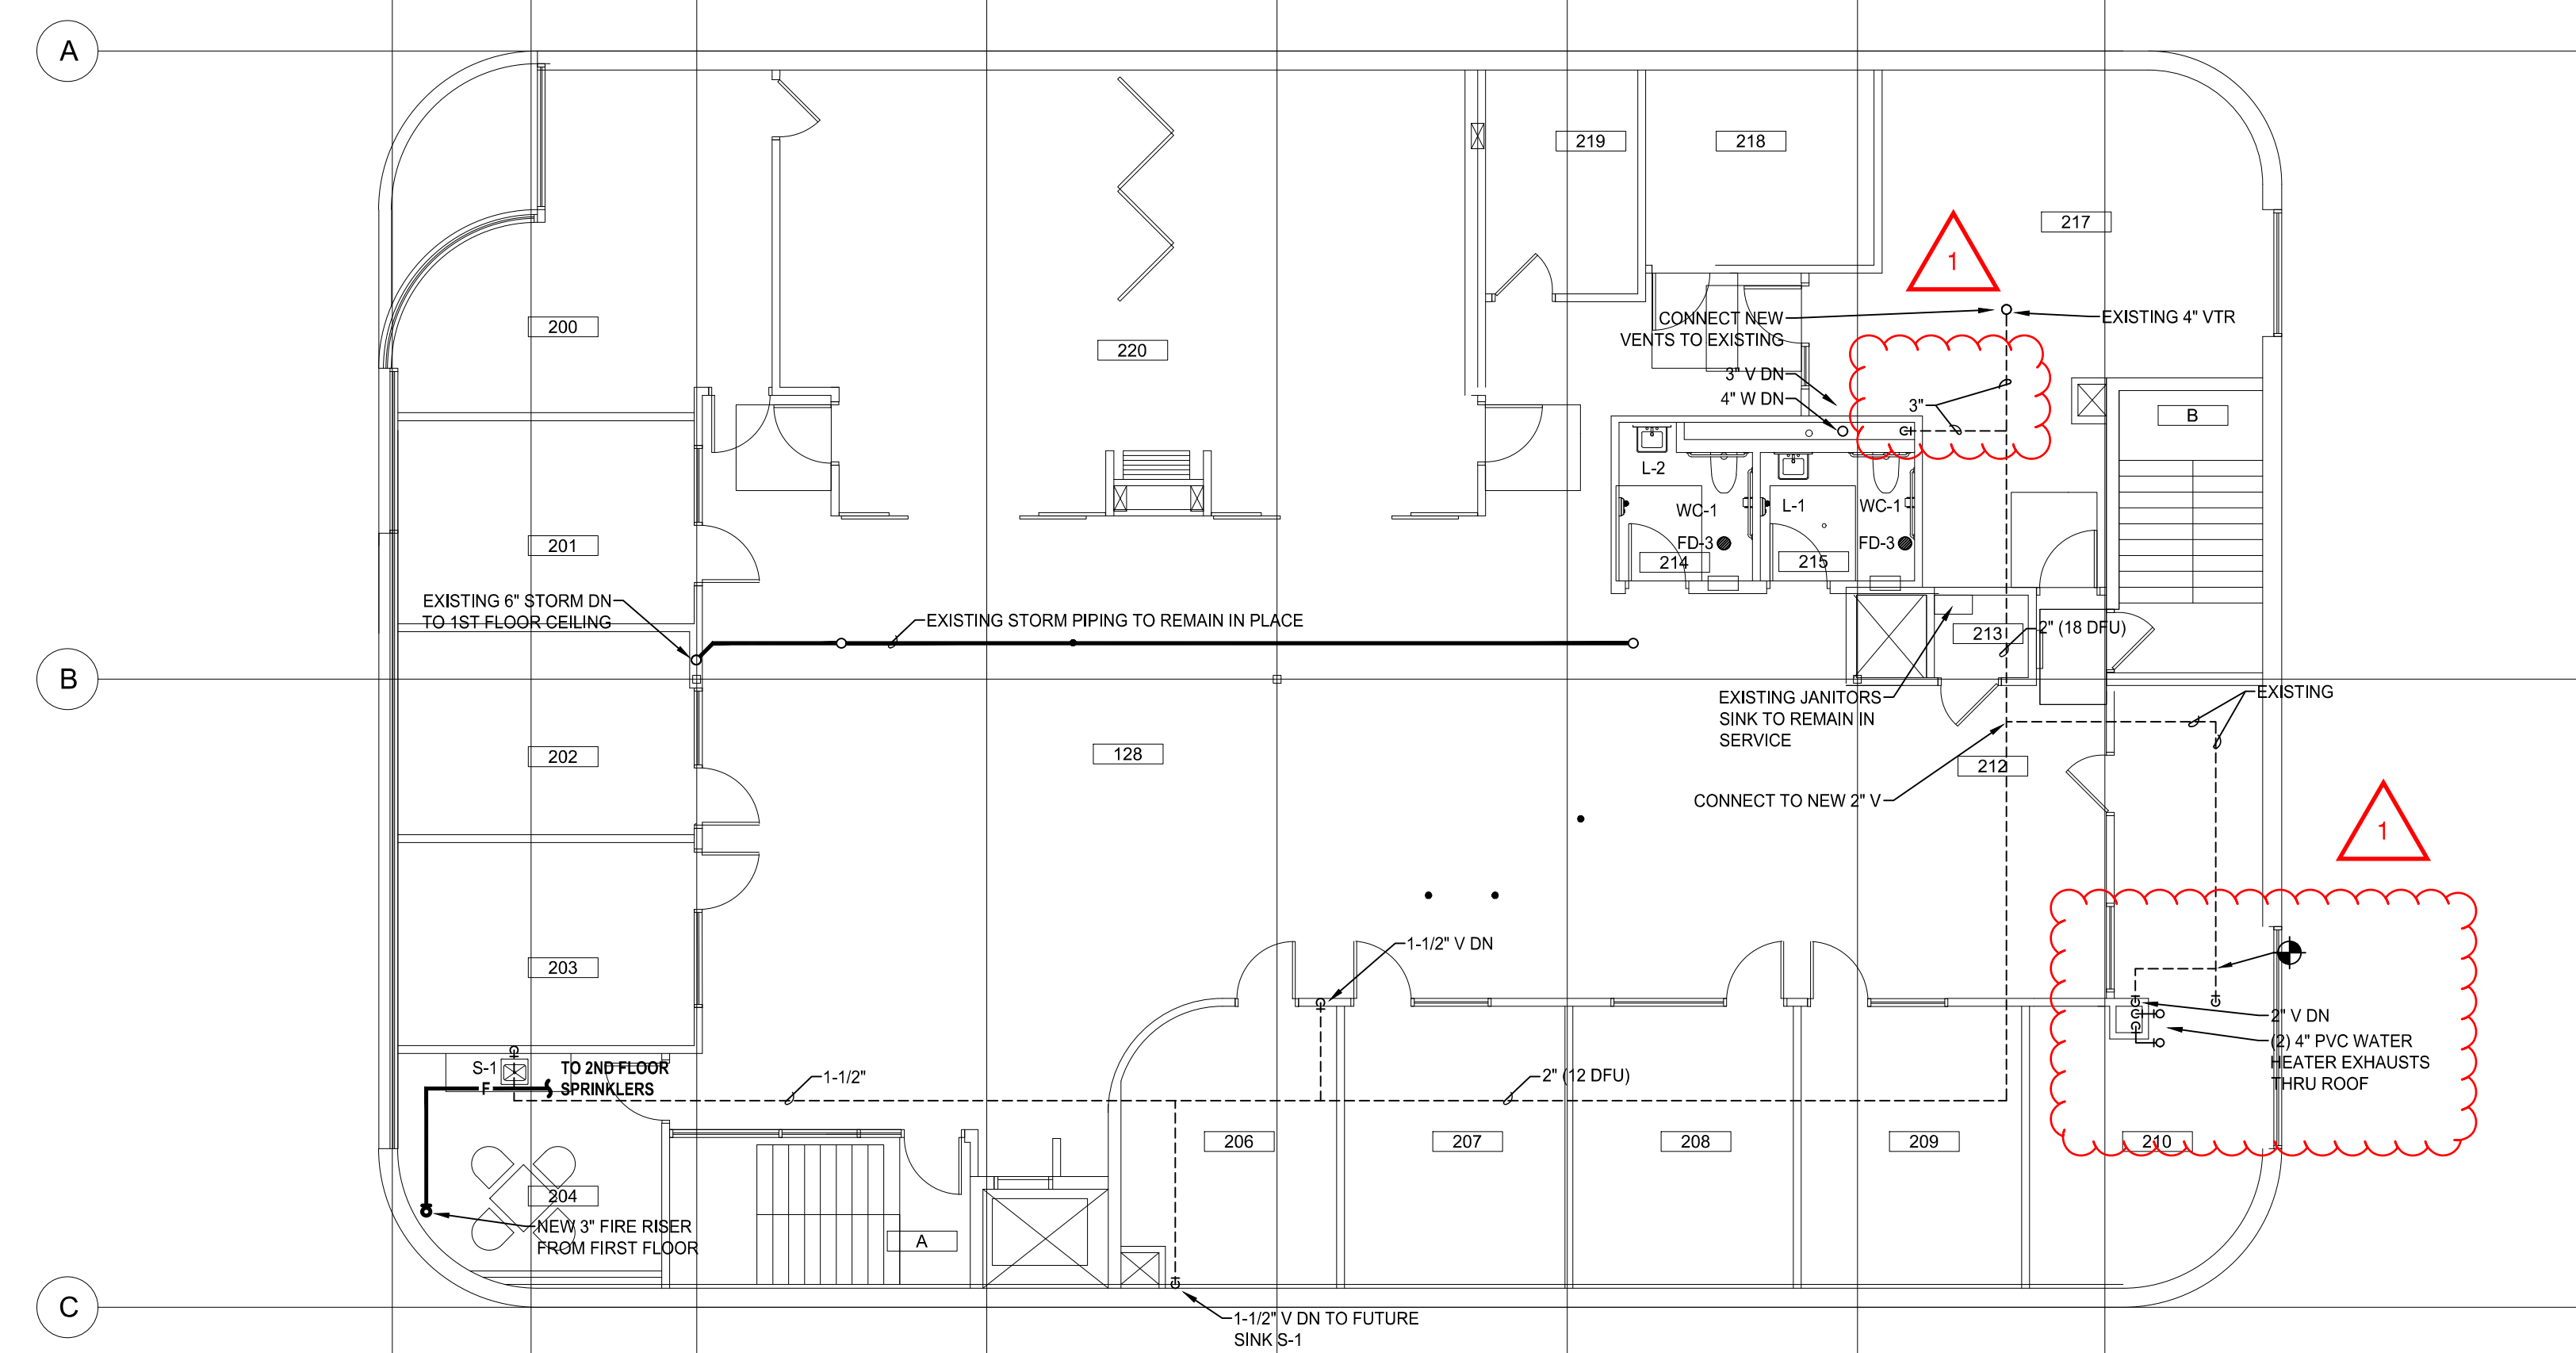 A
219
218
217
1
200
CONNECT NEW
VENTS TO EXISTING
EXISTING 4" VTR
220
3" V DN
4" W DN
3"
B
L-2
WC-1
L-1
WC-1
FD-3
FD-3
214
215
201
EXISTING 6" STORM DN
TO 1ST FLOOR CEILING
EXISTING STORM PIPING TO REMAIN IN PLACE
213
2" (18 DFU)
B
EXISTING JANITORS
SINK TO REMAIN IN
SERVICE
EXISTING
202
128
212
CONNECT TO NEW 2" V
1
1-1/2" V DN
203
2" V DN
(2) 4" PVC WATER
HEATER EXHAUSTS
THRU ROOF
S-1
TO 2ND FLOOR
SPRINKLERS
F
1-1/2"
2" (12 DFU)
206
207
208
209
210
204
NEW 3" FIRE RISER
FROM FIRST FLOOR
A
C
1-1/2" V DN TO FUTURE
SINK S-1